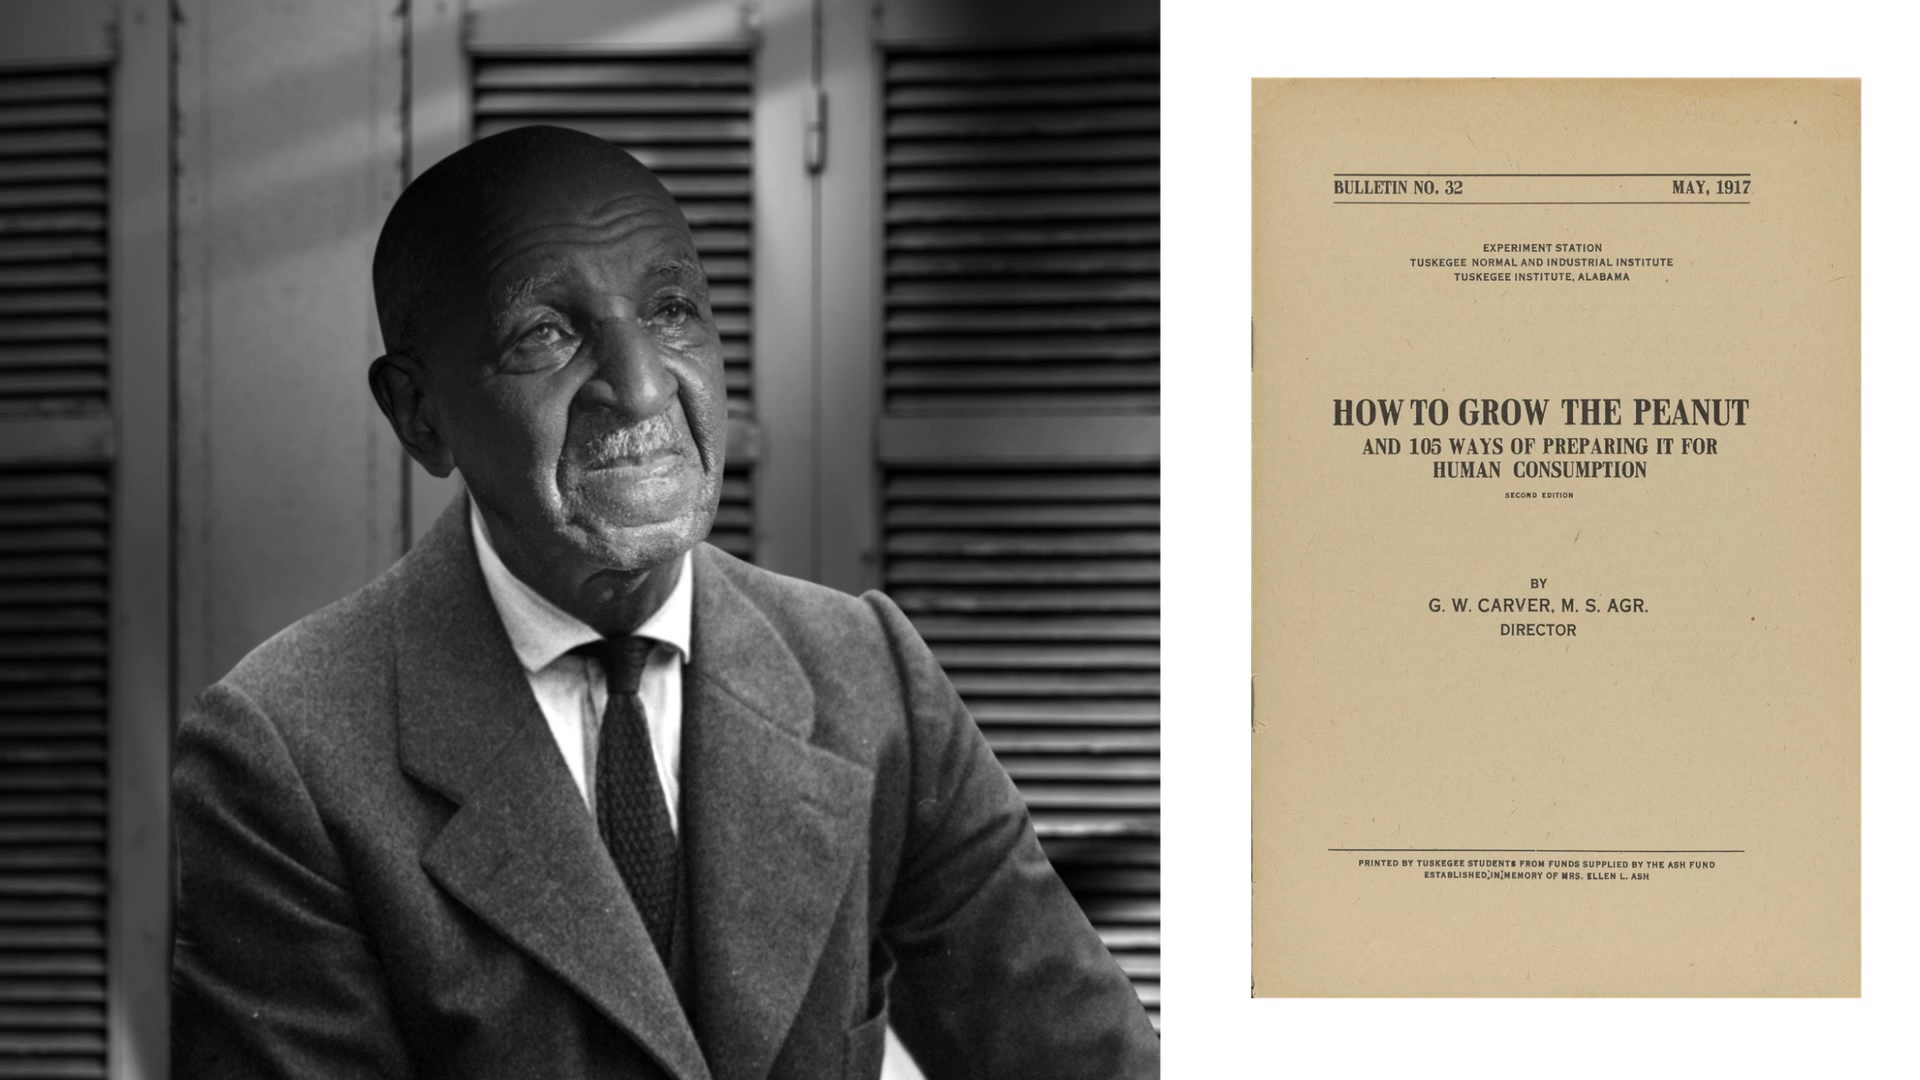 BULLETIN NO. 32 MAY, 1917
EXPERIMENT STATION
TUSKEGEE NORMAL AND INDUSTRIAL INSTITUTE
TUSKEGEE INSTITUTE, ALABAMA
HOW TO GROW THE PEANUT
AND 105 WAYS OF PREPARING IT FOR
HUMAN CONSUMPTION
SECOND EDITION
BY
G. W. CARVER, M. S. AGR.
DIRECTOR
PRINTED BY TUSKEGEE STUDENTS FROM FUNDS SUPPLIED BY THE ASH FUND
ESTABLISHED IN MEMORY OF MRS. ELLEN L. ASH